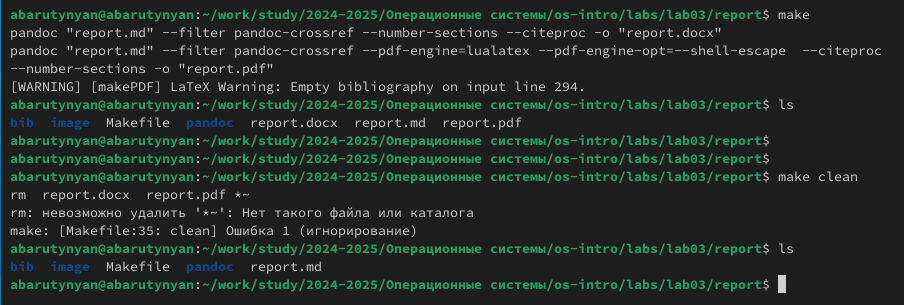 abarutynyan@abarutynyan:~/work/study/2024-2025/Операционные системы/os-intro/labs/lab03/report$ make
pandoc "report.md" --filter pandoc-crossref --number-sections --citeproc -o "report.docx"
pandoc "report.md" --filter pandoc-crossref --pdf-engine=lualatex --pdf-engine-opt=--shell-escape  --citeproc
--number-sections -o "report.pdf"
[WARNING] [makePDF] LaTeX Warning: Empty bibliography on input line 294.
abarutynyan@abarutynyan:~/work/study/2024-2025/Операционные системы/os-intro/labs/lab03/report$ ls
bib  image  Makefile  pandoc  report.docx  report.md  report.pdf
abarutynyan@abarutynyan:~/work/study/2024-2025/Операционные системы/os-intro/labs/lab03/report$
abarutynyan@abarutynyan:~/work/study/2024-2025/Операционные системы/os-intro/labs/lab03/report$
abarutynyan@abarutynyan:~/work/study/2024-2025/Операционные системы/os-intro/labs/lab03/report$ make clean
rm  report.docx  report.pdf *~
rm: невозможно удалить '*~': Нет такого файла или каталога
make: [Makefile:35: clean] Ошибка 1 (игнорирование)
abarutynyan@abarutynyan:~/work/study/2024-2025/Операционные системы/os-intro/labs/lab03/report$ ls
bib  image  Makefile  pandoc  report.md
abarutynyan@abarutynyan:~/work/study/2024-2025/Операционные системы/os-intro/labs/lab03/report$